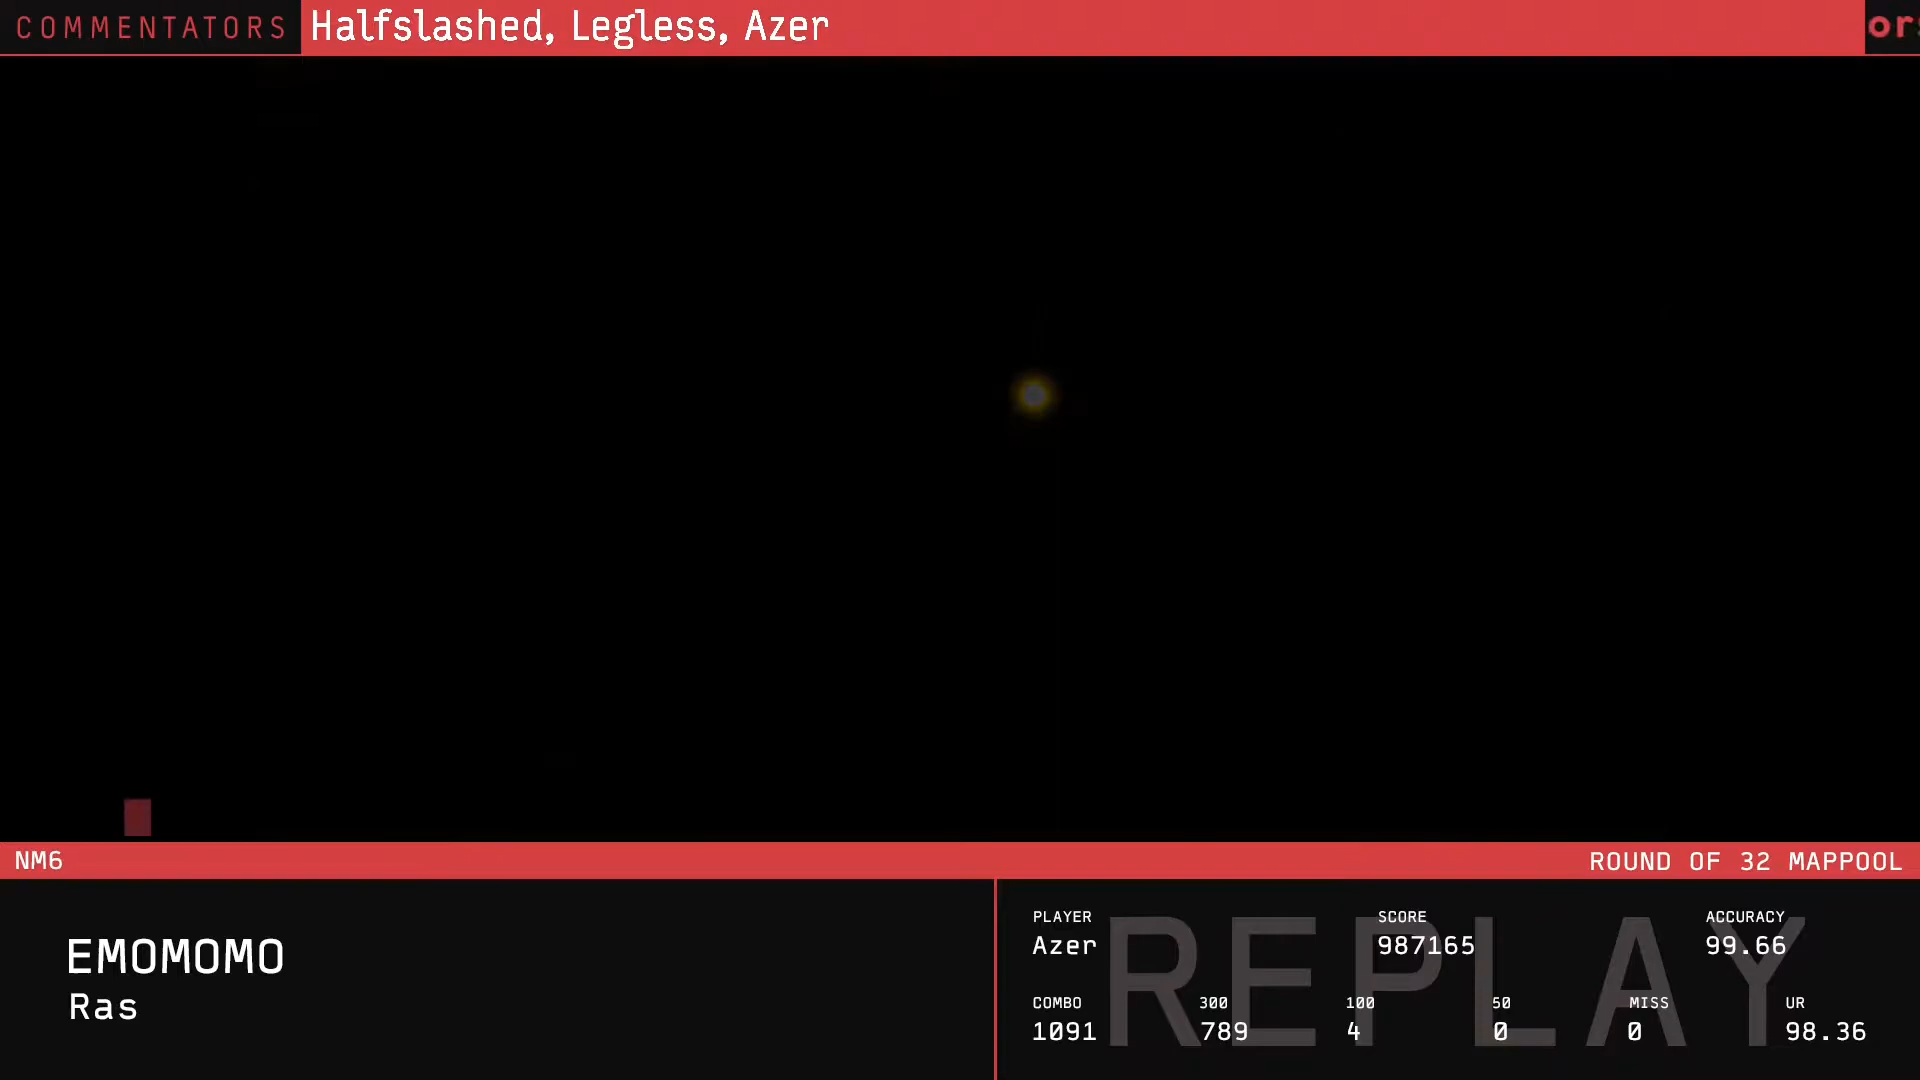 COMMENTATORS Halfslashed, Legless, Azer
NM6 ROUND OF 32 MAPPOOL
EMOMOMO
Ras
REPLAY
PLAYER SCORE ACCURACY
Azer 987165 99.66
COMBO 300 100 50 MISS UR
1091 789 4 0 0 98.36